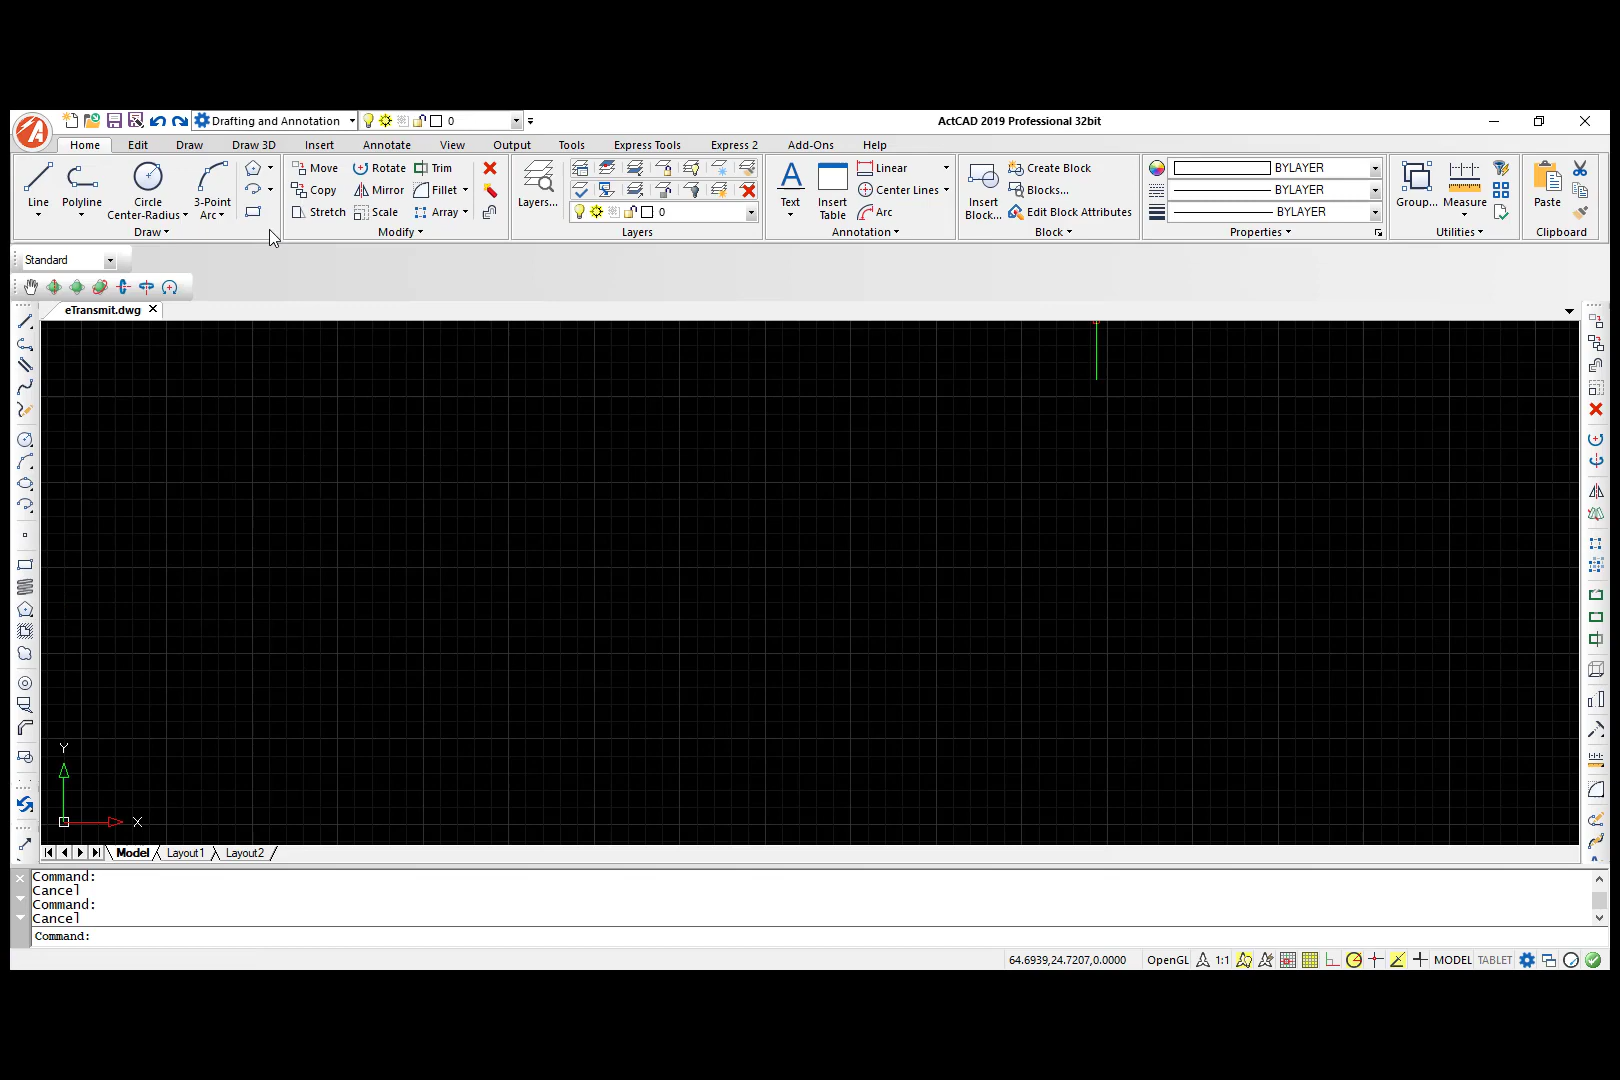 Drafting and Annotation
0
ActCAD 2019 Professional 32bit
Home Edit Draw Draw 3D Insert Annotate View Output Tools Express Tools Express 2 Add-Ons Help
Line
Polyline
Circle
Center-Radius
3-Point
Arc
Draw
Move
Rotate
Trim
Copy
Mirror
Fillet
Stretch
Scale
Array
Modify
Layers...
0
Layers
Text
Insert
Table
Linear
Center Lines
Arc
Annotation
Insert
Block...
Create Block
Blocks...
Edit Block Attributes
Block
BYLAYER
BYLAYER
BYLAYER
Properties
Group...
Measure
Utilities
Paste
Clipboard
Standard
eTransmit.dwg
Y
X
Model Layout1 Layout2
Command:
Cancel
Command:
Cancel
Command:
64.6939,24.7207,0.0000 OpenGL 1:1 MODEL TABLET